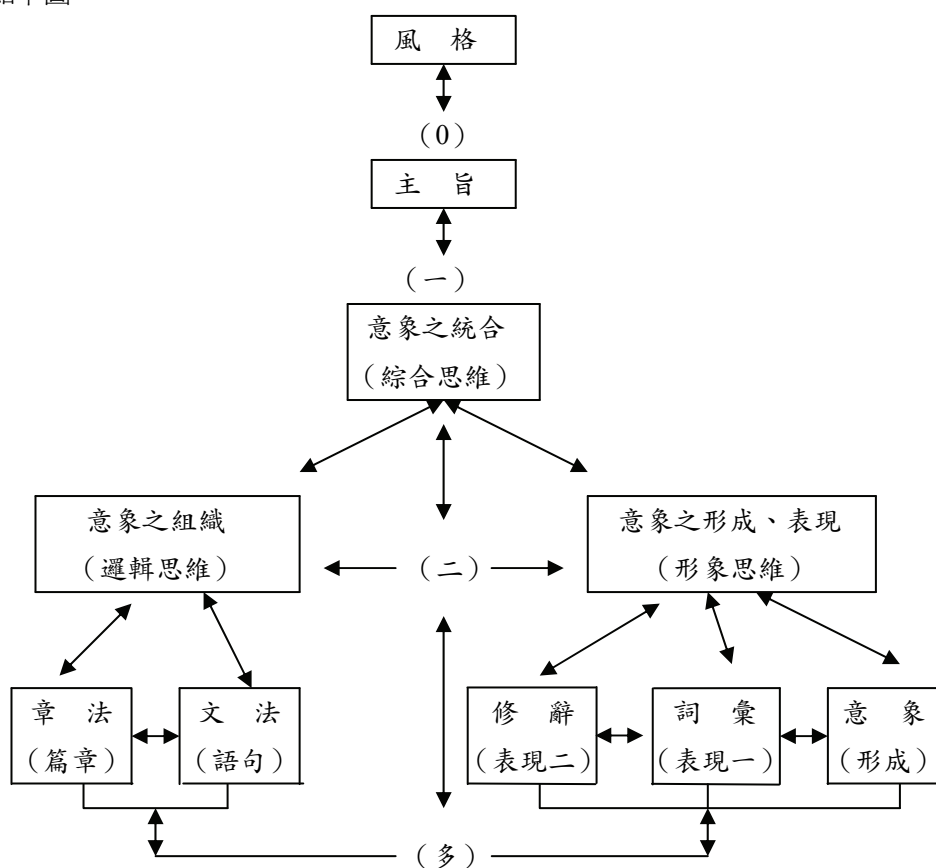 風 格
(0)
主 旨
(一)
意象之統合
(綜合思維)
意象之組織
(邏輯思維)
(二)
意象之形成、表現
(形象思維)
章 法
(篇章)
文 法
(語句)
修 辭
(表現二)
詞 彙
(表現一)
意 象
(形成)
(多)